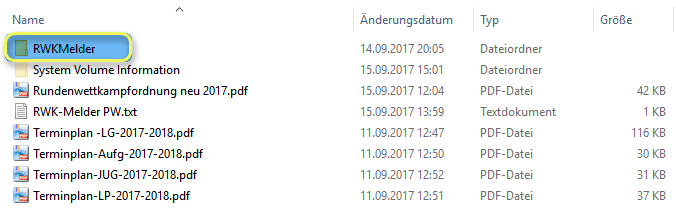 Name Änderungsdatum Typ Größe
RWKMelder 14.09.2017 20:05 Dateiordner
System Volume Information 15.09.2017 15:01 Dateiordner
Rundenwettkampfordnung neu 2017.pdf 15.09.2017 12:04 PDF-Datei 42 KB
RWK-Melder PW.txt 15.09.2017 13:59 Textdokument 1 KB
Terminplan -LG-2017-2018.pdf 11.09.2017 12:47 PDF-Datei 116 KB
Terminplan-Aufg-2017-2018.pdf 11.09.2017 12:50 PDF-Datei 30 KB
Terminplan-JUG-2017-2018.pdf 11.09.2017 12:52 PDF-Datei 31 KB
Terminplan-LP-2017-2018.pdf 11.09.2017 12:51 PDF-Datei 37 KB